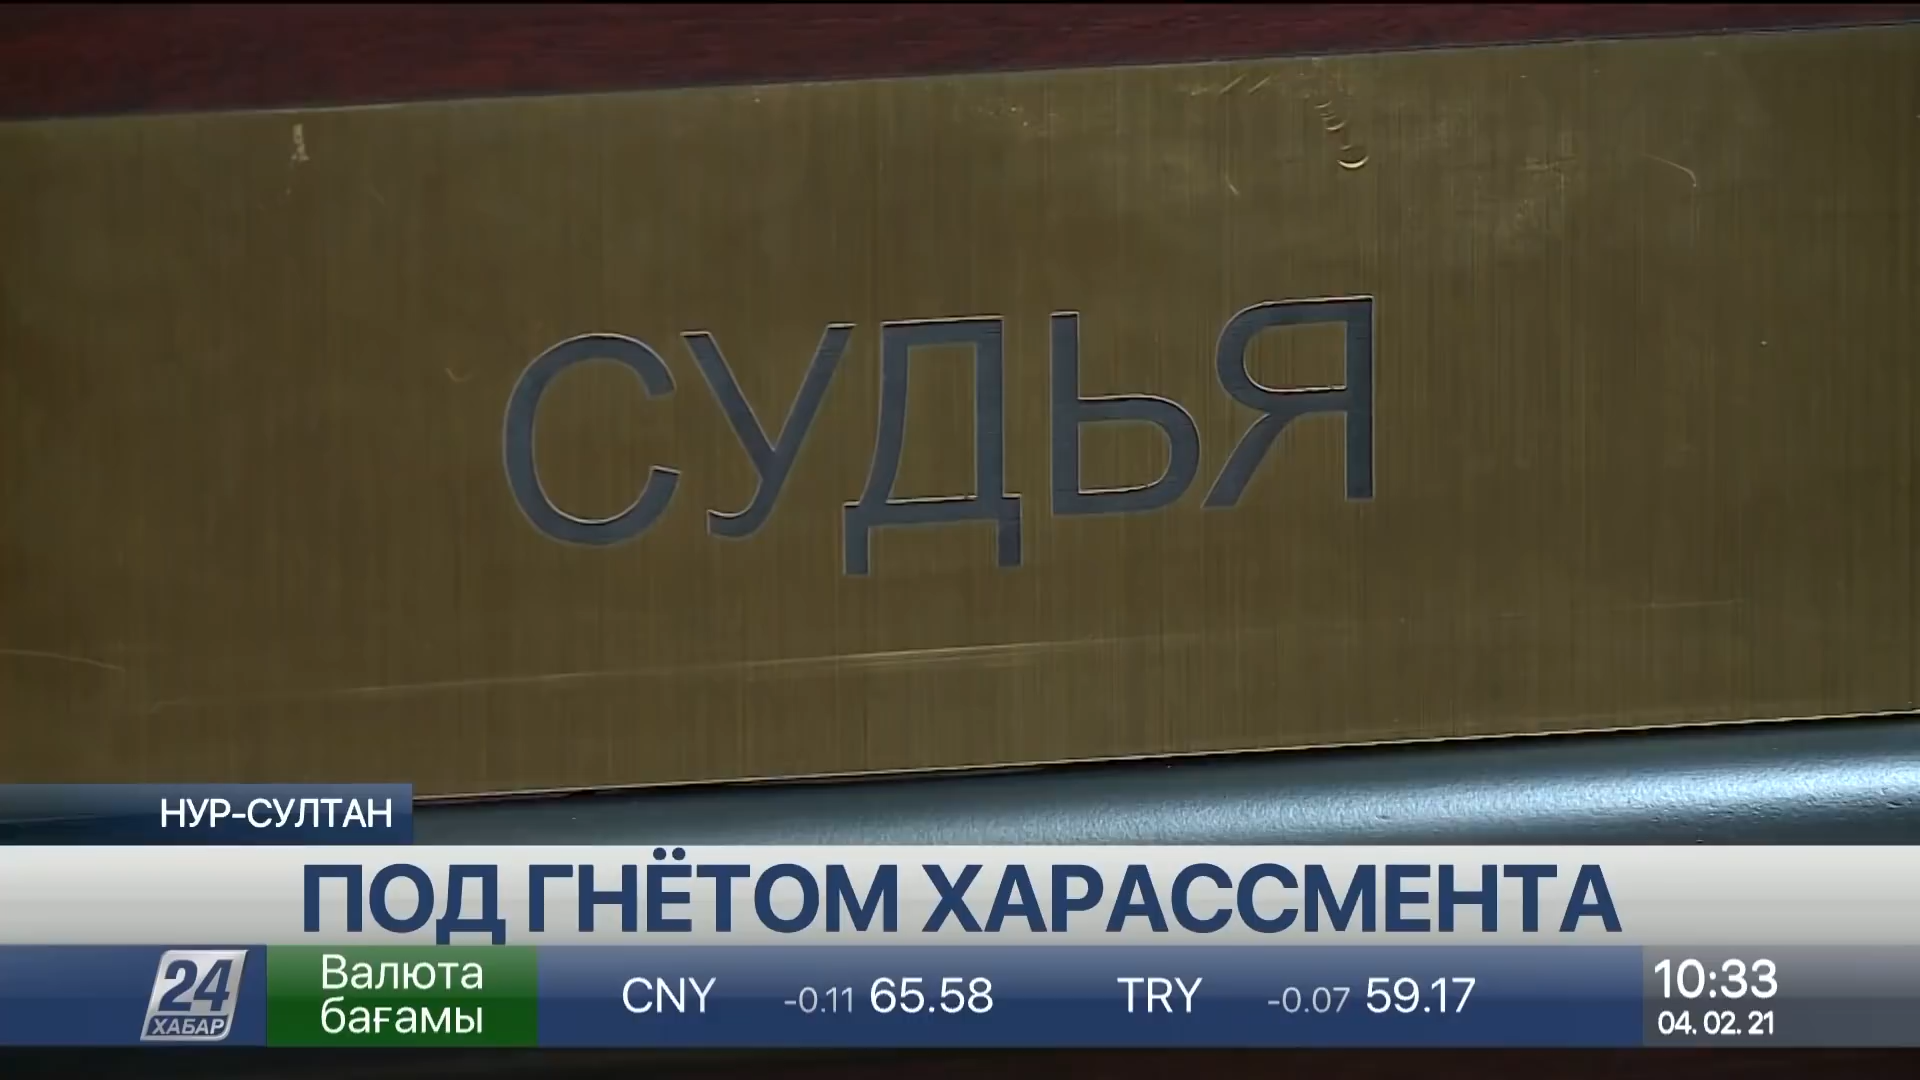 СУДЬЯ
НУР-СУЛТАН
ПОД ГНЁТОМ ХАРАССМЕНТА
24
ХАБАР
Валюта
бағамы
CNY -0.11 65.58 TRY -0.07 59.17
10:33
04. 02. 21